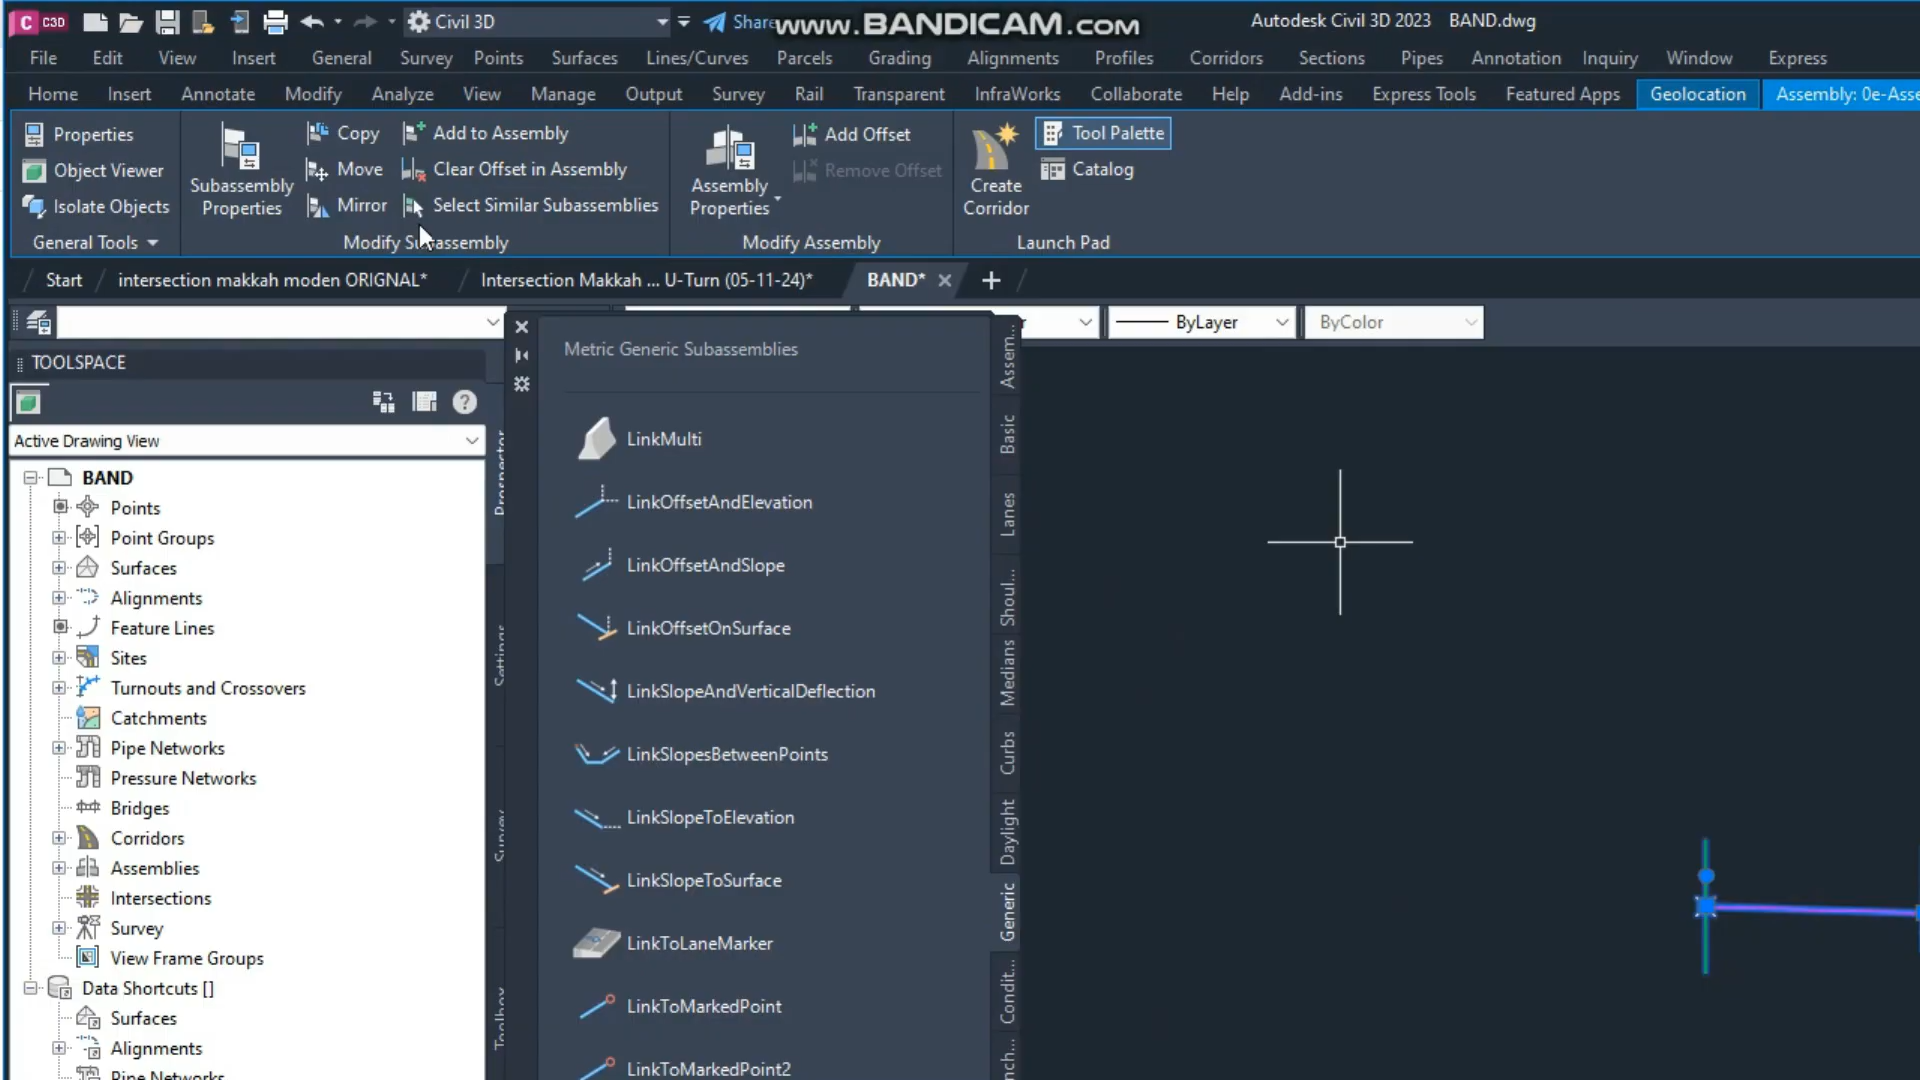 C3D Civil 3D Share www.BANDICAM.com Autodesk Civil 3D 2023 BAND.dwg
File Edit View Insert General Survey Points Surfaces Lines/Curves Parcels Grading Alignments Profiles Corridors Sections Pipes Annotation Inquiry Window Express
Home Insert Annotate Modify Analyze View Manage Output Survey Rail Transparent InfraWorks Collaborate Help Add-ins Express Tools Featured Apps Geolocation Assembly: 0e-Asse
Properties Copy Add to Assembly Add Offset Tool Palette
Object Viewer Move Clear Offset in Assembly Remove Offset Catalog
Subassembly Properties Assembly Properties Create Corridor
Isolate Objects Mirror Select Similar Subassemblies
General Tools Modify Subassembly Modify Assembly Launch Pad
Start intersection makkah moden ORIGNAL* Intersection Makkah ... U-Turn (05-11-24)* BAND*
ByLayer ByColor
TOOLSPACE
Active Drawing View
BAND
Points
Point Groups
Surfaces
Alignments
Feature Lines
Sites
Turnouts and Crossovers
Catchments
Pipe Networks
Pressure Networks
Bridges
Corridors
Assemblies
Intersections
Survey
View Frame Groups
Data Shortcuts []
Surfaces
Alignments
Pipe Networks
Prospector
Settings
Survey
Toolbox
Metric Generic Subassemblies
LinkMulti
LinkOffsetAndElevation
LinkOffsetAndSlope
LinkOffsetOnSurface
LinkSlopeAndVerticalDeflection
LinkSlopesBetweenPoints
LinkSlopeToElevation
LinkSlopeToSurface
LinkToLaneMarker
LinkToMarkedPoint
LinkToMarkedPoint2
Assem...
Basic
Lanes
Shoul...
Medians
Curbs
Daylight
Generic
Condit...